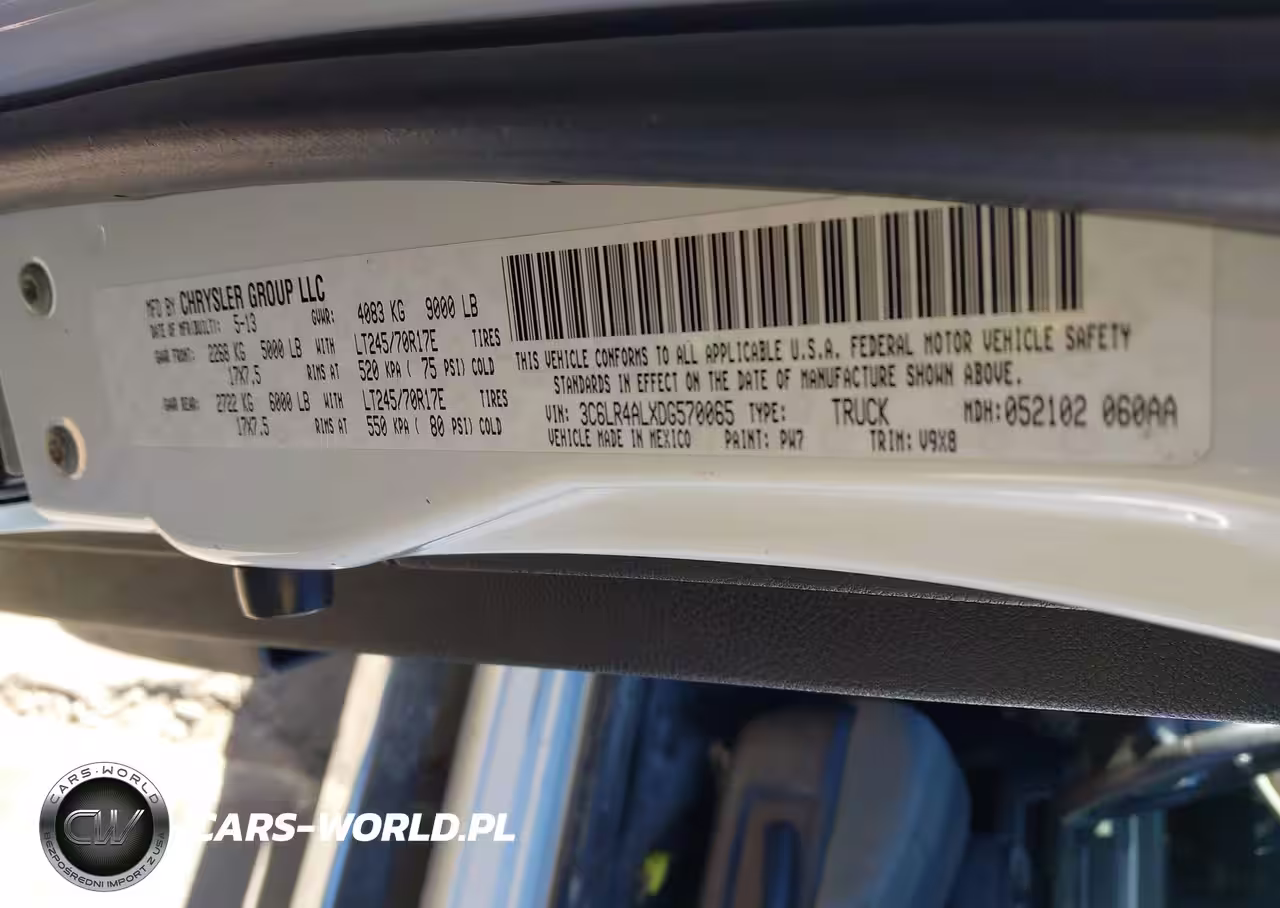 MFD BY CHRYSLER GROUP LLC
DATE OF MFR(BUILT): 5-13 GVWR: 4083 KG 9000 LB
GAWR FRONT: 2268 KG 5000 LB WITH LT245/70R17E TIRES
17X7.5 RIMS AT 520 KPA ( 75 PSI) COLD
GAWR REAR: 2722 KG 6000 LB WITH LT245/70R17E TIRES
17X7.5 RIMS AT 550 KPA ( 80 PSI) COLD
THIS VEHICLE CONFORMS TO ALL APPLICABLE U.S.A. FEDERAL MOTOR VEHICLE SAFETY
STANDARDS IN EFFECT ON THE DATE OF MANUFACTURE SHOWN ABOVE.
VIN: 3C6LR4ALXDG570065 TYPE: TRUCK MDH:052102 060AA
VEHICLE MADE IN MEXICO PAINT: PW7 TRIM: V9X8
CARS-WORLD
CW
BEZPOŚREDNI IMPORT Z USA
CARS-WORLD.PL